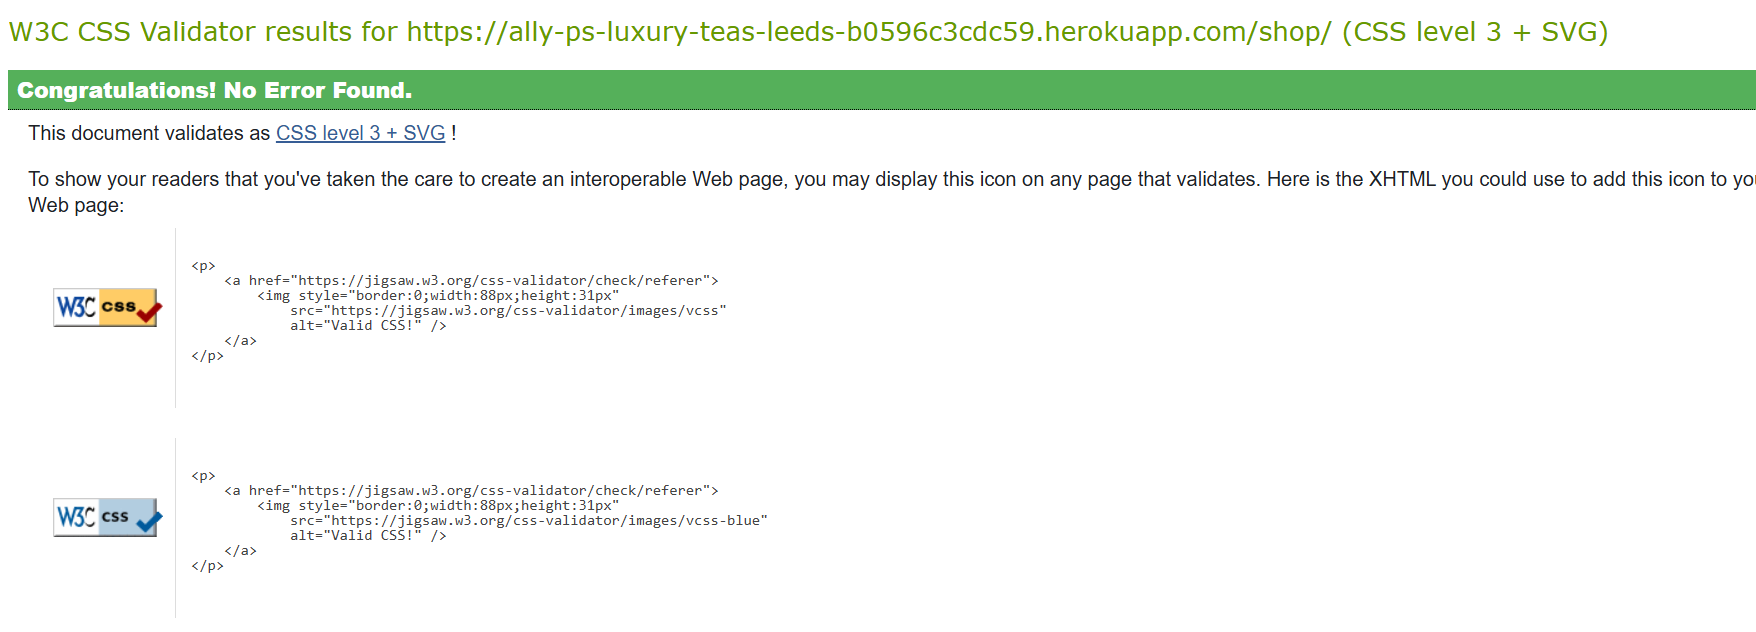 W3C CSS Validator results for https://ally-ps-luxury-teas-leeds-b0596c3cdc59.herokuapp.com/shop/ (CSS level 3 + SVG)
Congratulations! No Error Found.
This document validates as CSS level 3 + SVG !
To show your readers that you've taken the care to create an interoperable Web page, you may display this icon on any page that validates. Here is the XHTML you could use to add this icon to you
Web page:
<p>
    <a href="https://jigsaw.w3.org/css-validator/check/referer">
        <img style="border:0;width:88px;height:31px"
W3C css
            src="https://jigsaw.w3.org/css-validator/images/vcss"
            alt="Valid CSS!" />
    </a>
</p>
<p>
    <a href="https://jigsaw.w3.org/css-validator/check/referer">
        <img style="border:0;width:88px;height:31px"
W3C css
            src="https://jigsaw.w3.org/css-validator/images/vcss-blue"
            alt="Valid CSS!" />
    </a>
</p>